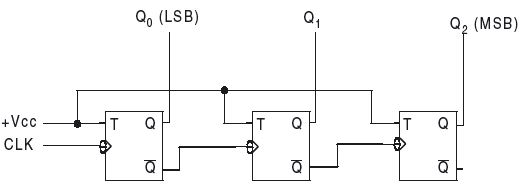 Q0 (LSB) Q1 Q2 (MSB)
+Vcc T Q T Q T Q
CLK
Q̅ Q̅ Q̅